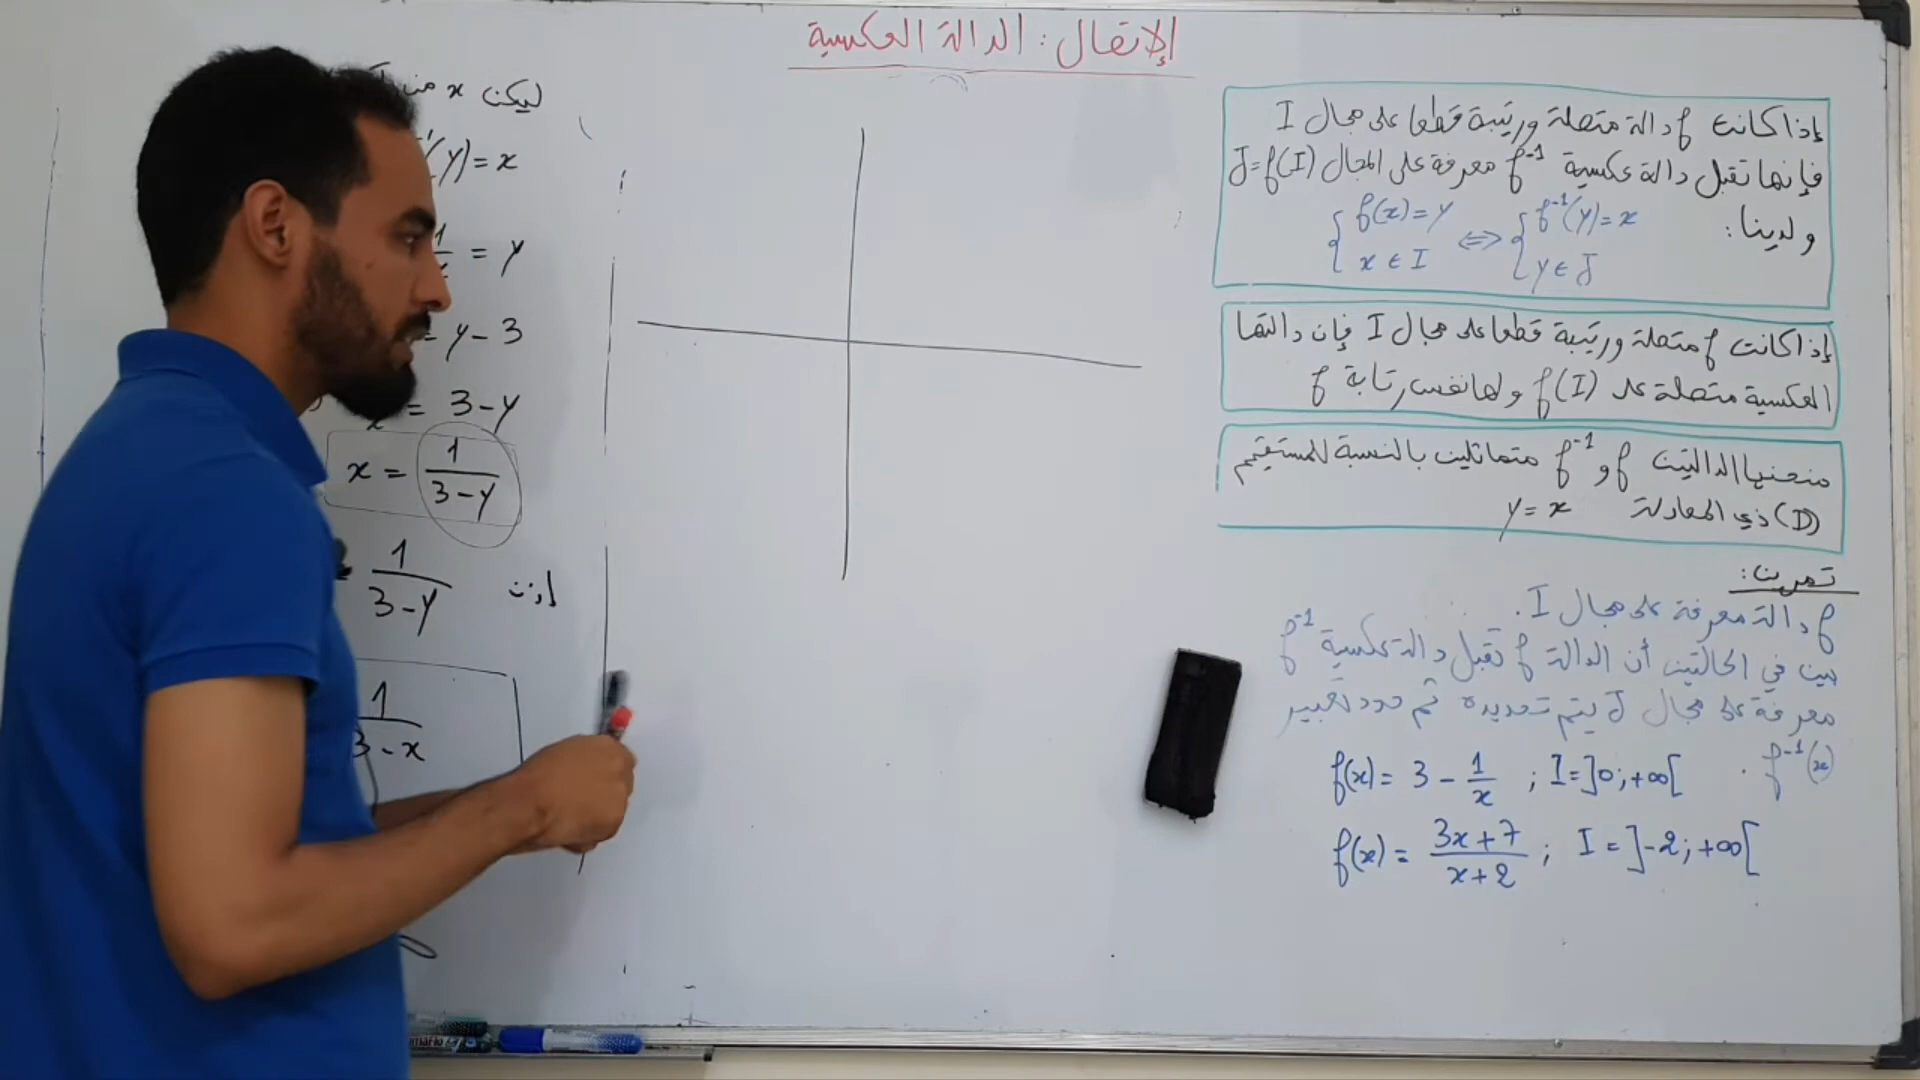 الإتقال : الدالة العكسية
إذا كانت f دالة متصلة ورتيبة قطعا على مجال I
فإنها تقبل دالة عكسية f⁻¹ معرفة على المجال J=f(I)
ولدينا :
{ f(x)=y ⇔ { f⁻¹(y)=x
x ∈ I y ∈ J
إذا كانت f متصلة ورتيبة قطعا على مجال I فإن دالتها
العكسية متصلة على f(I) ولها نفس رتابة f
منحنيا الدالتين f و f⁻¹ متماثلين بالنسبة للمستقيم
(D) ذي المعادلة y = x
تمرين :
f دالة معرفة على مجال I .
بين في الحالتين أن الدالة f تقبل دالة عكسية f⁻¹
معرفة على مجال J يتم تحديده ثم حدد تعبير
f⁻¹(x) .
f(x) = 3 - 1/x ; I = ]0;+∞[
f(x) = (3x+7)/(x+2) ; I = ]-2;+∞[
ليكن x من
(y) = x
= y
= y - 3
= 3 - y
x = 1/(3-y)
إذن 1/(3-y)
1/(3-x)